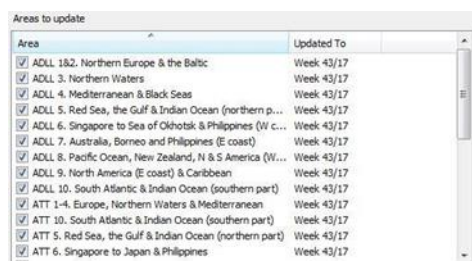 Areas to update
Area Updated To
ADLL 1&2. Northern Europe & the Baltic Week 43/17
ADLL 3. Northern Waters Week 43/17
ADLL 4. Mediterranean & Black Seas Week 43/17
ADLL 5. Red Sea, the Gulf & Indian Ocean (northern p... Week 43/17
ADLL 6. Singapore to Sea of Okhotsk & Philippines (W c... Week 43/17
ADLL 7. Australia, Borneo and Philippines (E coast) Week 43/17
ADLL 8. Pacific Ocean, New Zealand, N & S America (W... Week 43/17
ADLL 9. North America (E coast) & Caribbean Week 43/17
ADLL 10. South Atlantic & Indian Ocean (southern part) Week 43/17
ATT 1-4. Europe, Northern Waters & Mediterranean Week 43/17
ATT 10. South Atlantic & Indian Ocean (southern part) Week 43/17
ATT 5. Red Sea, the Gulf & Indian Ocean (northern part) Week 43/17
ATT 6. Singapore to Japan & Philippines Week 43/17